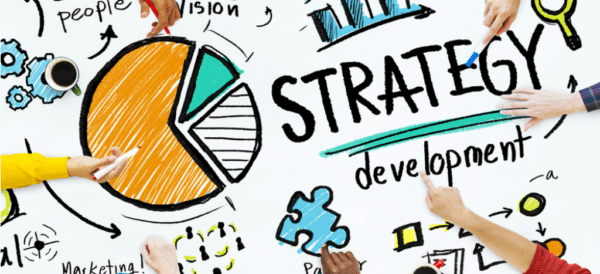 people
Vision
STRATEGY
development
Marketing!